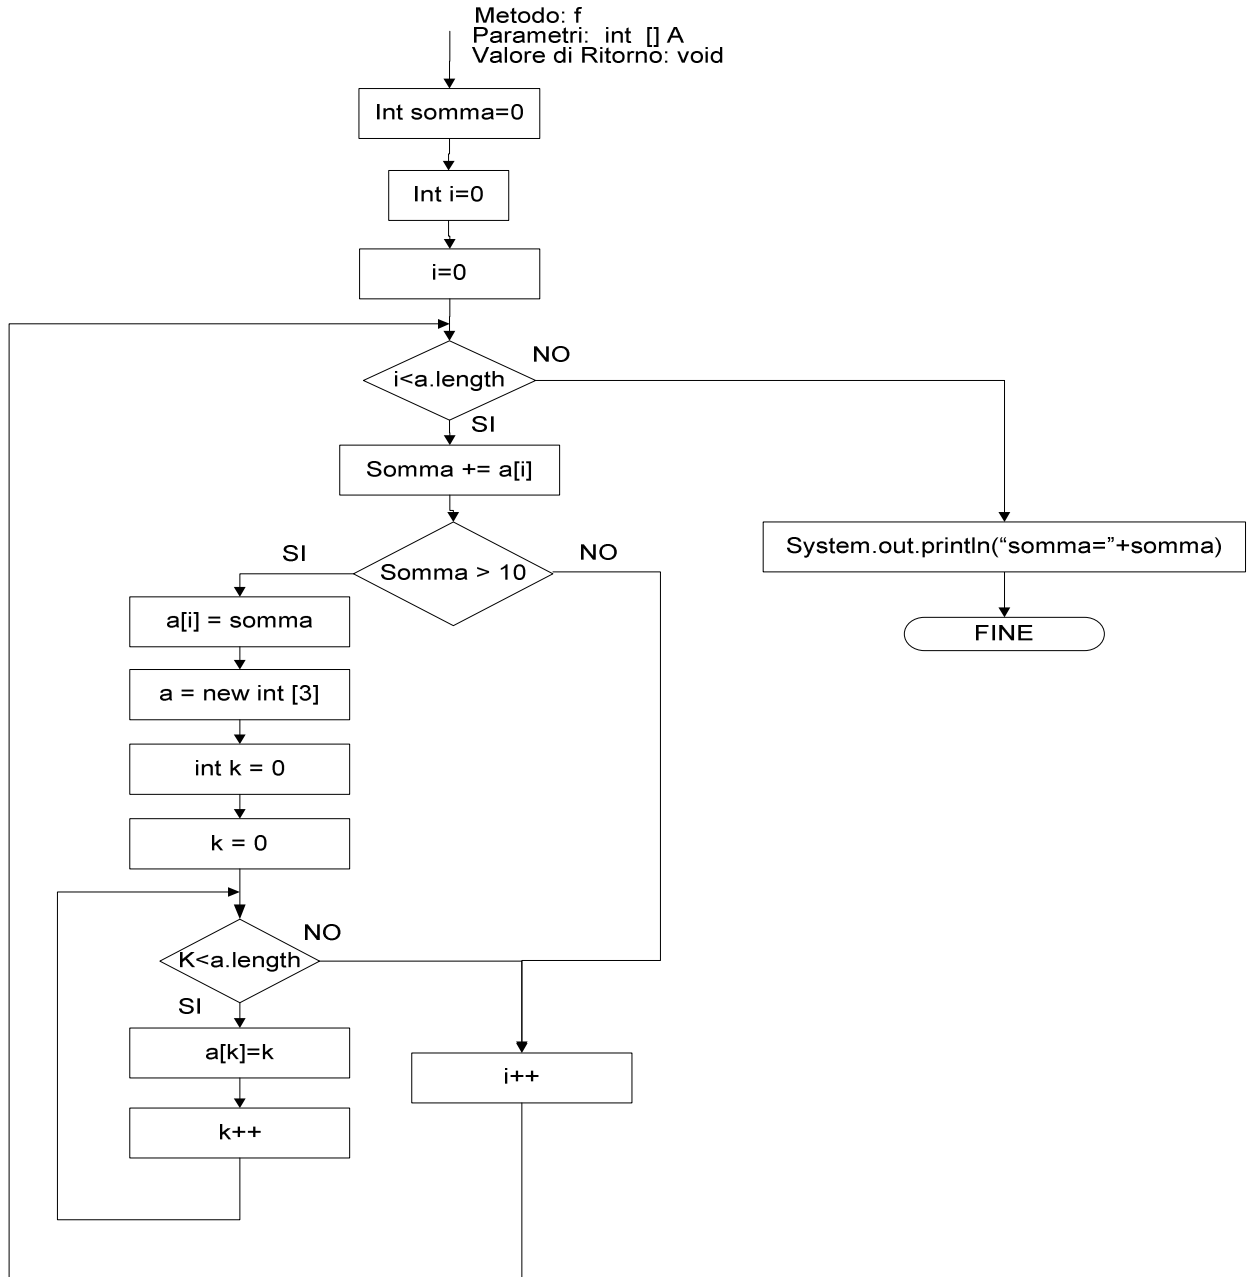 Metodo: f
Parametri: int [] A
Valore di Ritorno: void
Int somma=0
Int i=0
i=0
i<a.length
NO
SI
Somma += a[i]
Somma > 10
SI
NO
a[i] = somma
a = new int [3]
int k = 0
k = 0
K<a.length
NO
SI
a[k]=k
k++
i++
System.out.println(“somma=”+somma)
FINE